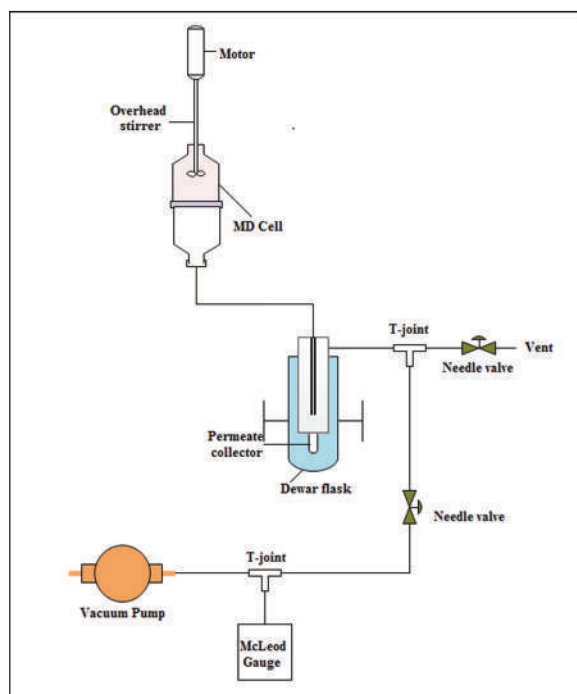 Motor
Overhead
stirrer
MD Cell
T-joint
Vent
Needle valve
Permeate
collector
Dewar flask
Needle valve
T-joint
Vacuum Pump
McLeod
Gauge